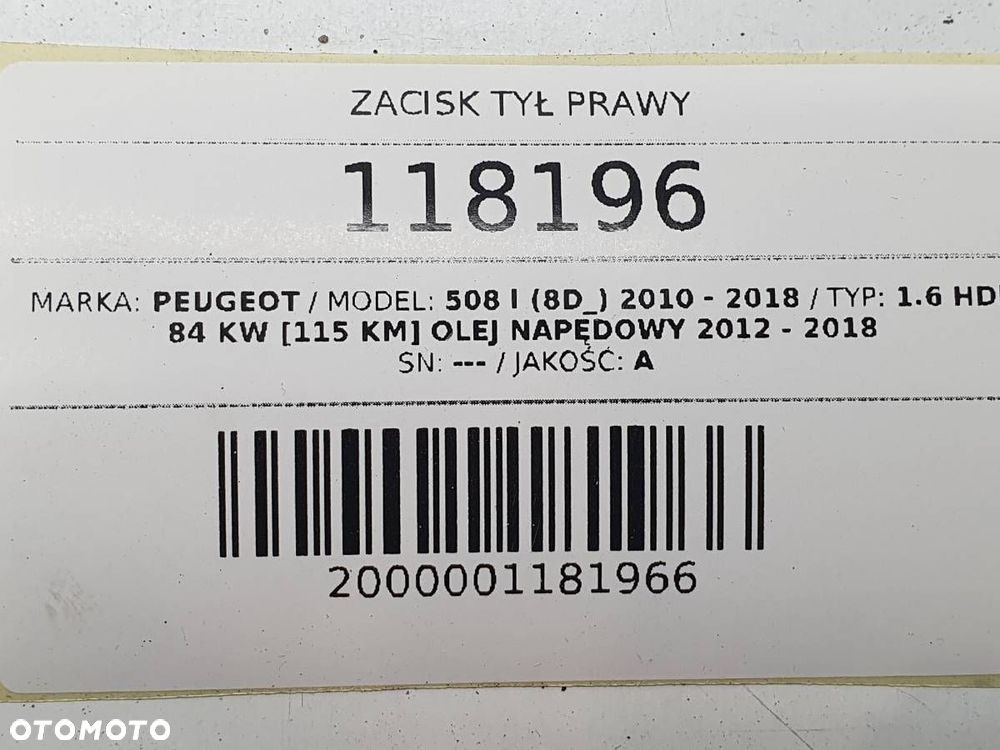 ZACISK TYŁ PRAWY
118196
MARKA: PEUGEOT / MODEL: 508 I (8D_) 2010 - 2018 / TYP: 1.6 HD
84 KW [115 KM] OLEJ NAPĘDOWY 2012 - 2018
SN: --- / JAKOŚĆ: A
2000001181966
OTOMOTO